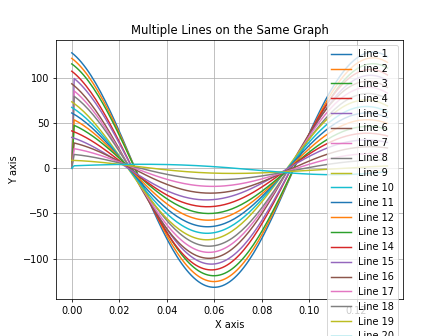 Multiple Lines on the Same Graph
Y axis
100
50
0
−50
−100
0.00
0.02
0.04
0.06
0.08
0.10
X axis
Line 1
Line 2
Line 3
Line 4
Line 5
Line 6
Line 7
Line 8
Line 9
Line 10
Line 11
Line 12
Line 13
Line 14
Line 15
Line 16
Line 17
Line 18
Line 19
Line 20